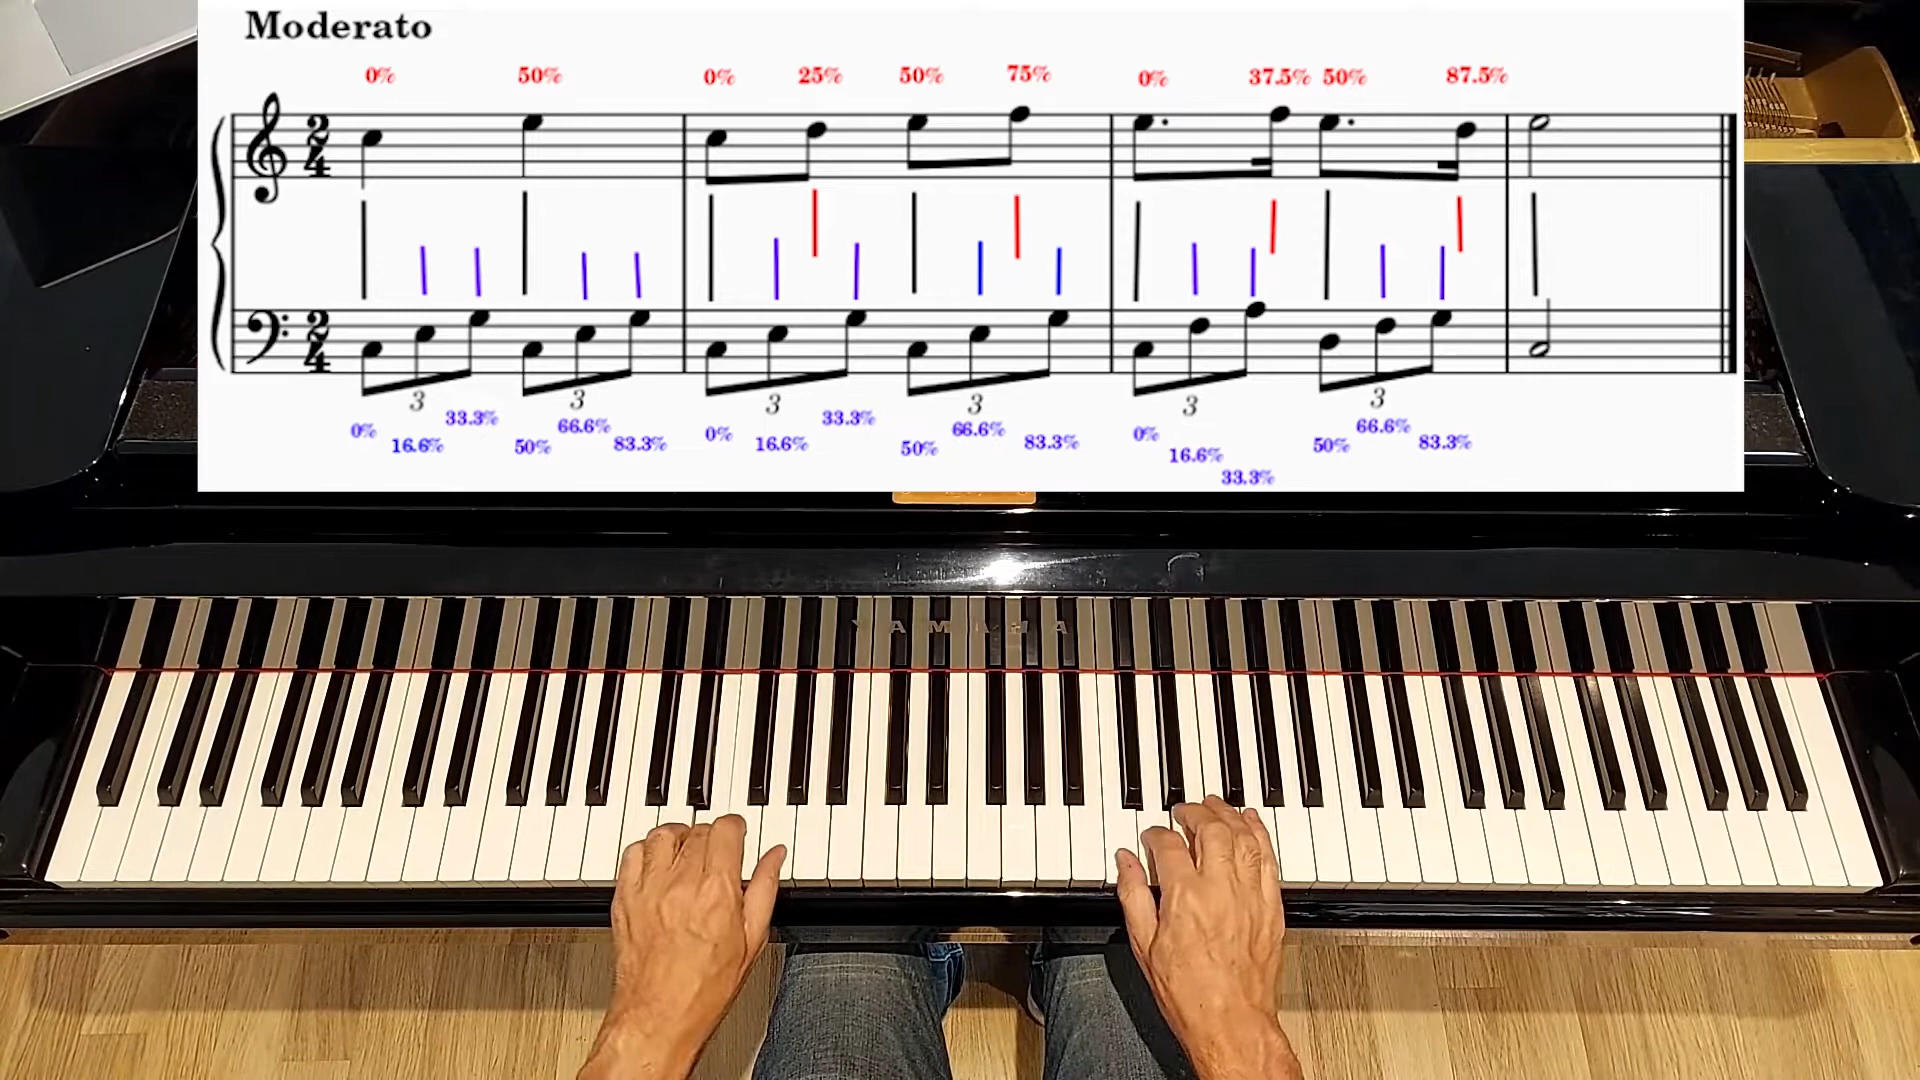 Moderato
0% 50% 0% 25% 50% 75% 0% 37.5% 50% 87.5%
2
4
2
4
3 3 3 3 3 3
0% 16.6% 33.3% 50% 66.6% 83.3% 0% 16.6% 33.3% 50% 66.6% 83.3% 0% 16.6% 33.3% 50% 66.6% 83.3%
YAMAHA